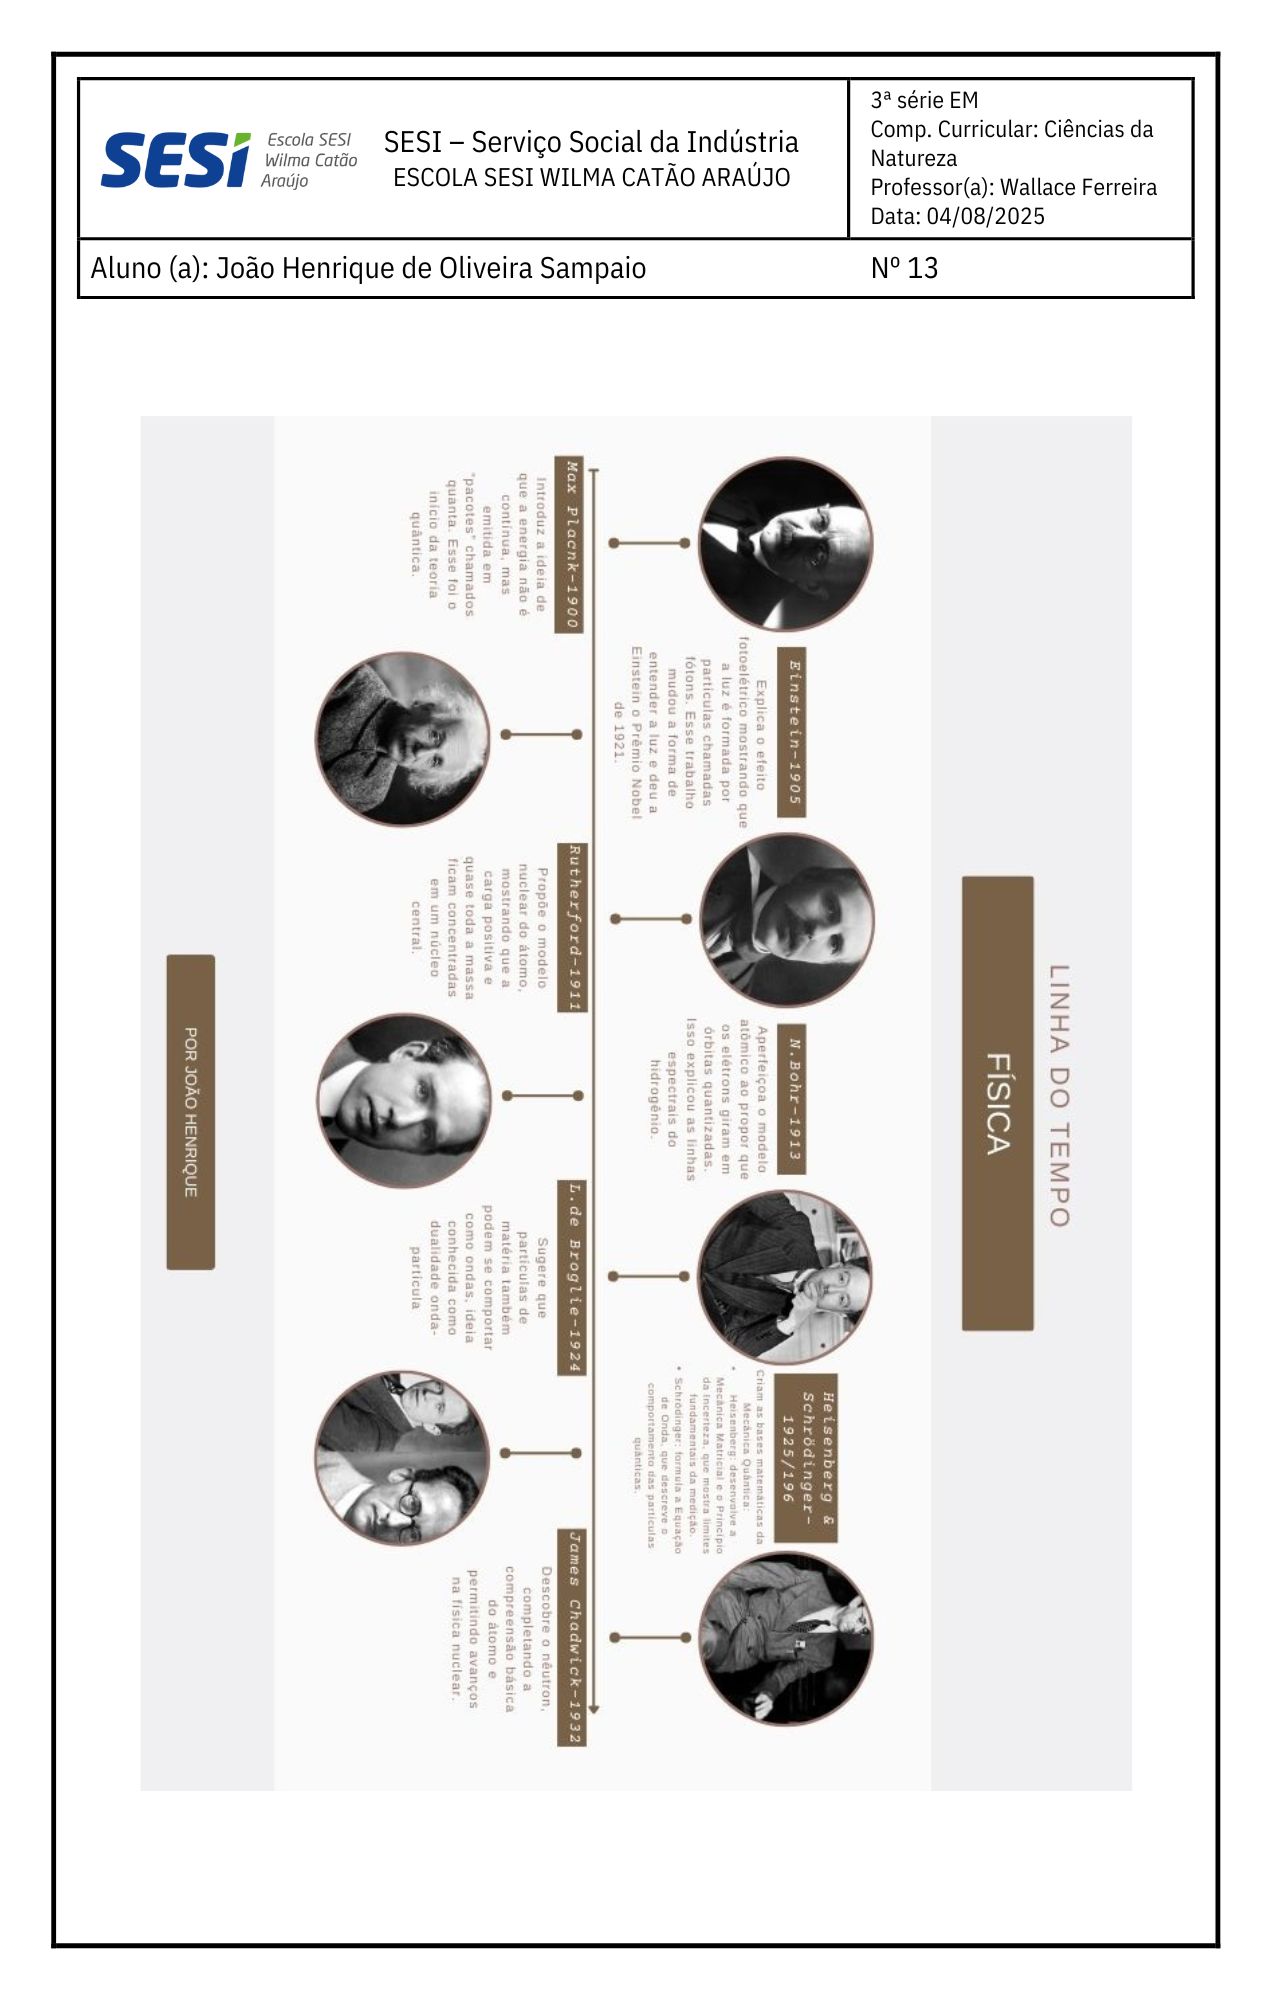 SESI
Escola SESI
Wilma Catão
Araújo
SESI – Serviço Social da Indústria
ESCOLA SESI WILMA CATÃO ARAÚJO
3ª série EM
Comp. Curricular: Ciências da
Natureza
Professor(a): Wallace Ferreira
Data: 04/08/2025
Aluno (a): João Henrique de Oliveira Sampaio
Nº 13
LINHA DO TEMPO
FÍSICA
Max Placnk-1900
Introduz a ideia de
que a energia não é
contínua, mas
emitida em
"pacotes" chamados
quanta. Esse foi o
início da teoria
quântica.
Einstein-1905
Explica o efeito
fotoelétrico mostrando que
a luz é formada por
partículas chamadas
fótons. Esse trabalho
mudou a forma de
entender a luz e deu a
Einstein o Prêmio Nobel
de 1921.
Rutherford-1911
Propõe o modelo
nuclear do átomo,
mostrando que a
carga positiva e
quase toda a massa
ficam concentradas
em um núcleo
central.
N.Bohr-1913
Aperfeiçoa o modelo
atômico ao propor que
os elétrons giram em
órbitas quantizadas.
Isso explicou as linhas
espectrais do
hidrogênio.
L.de Broglie-1924
Sugere que
partículas de
matéria também
podem se comportar
como ondas, ideia
conhecida como
dualidade onda-
partícula
Heisenberg &
Schrödinger-
1925/196
Criam as bases matemáticas da
Mecânica Quântica:
• Heisenberg: desenvolve a
Mecânica Matricial e o Princípio
da Incerteza, que mostra limites
fundamentais da medição.
• Schrödinger: formula a Equação
de Onda, que descreve o
comportamento das partículas
quânticas.
James Chadwick-1932
Descobre o nêutron,
completando a
compreensão básica
do átomo e
permitindo avanços
na física nuclear.
POR JOÃO HENRIQUE